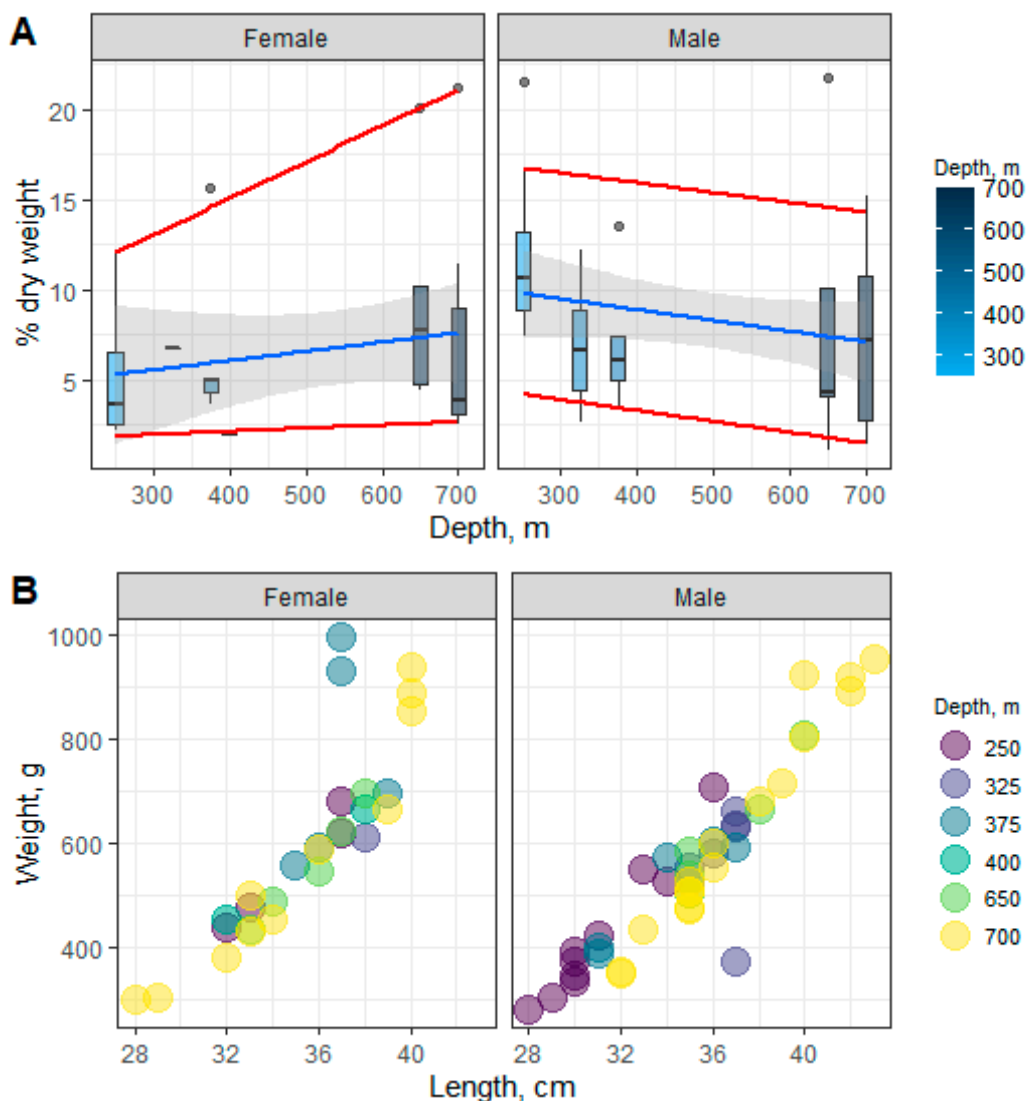 A
Female
Male
% dry weight
20
15
10
5
300 400 500 600 700
300 400 500 600 700
Depth, m
Depth, m
700
600
500
400
300
B
Female
Male
Weight, g
1000
800
600
400
28 32 36 40
28 32 36 40
Length, cm
Depth, m
250
325
375
400
650
700